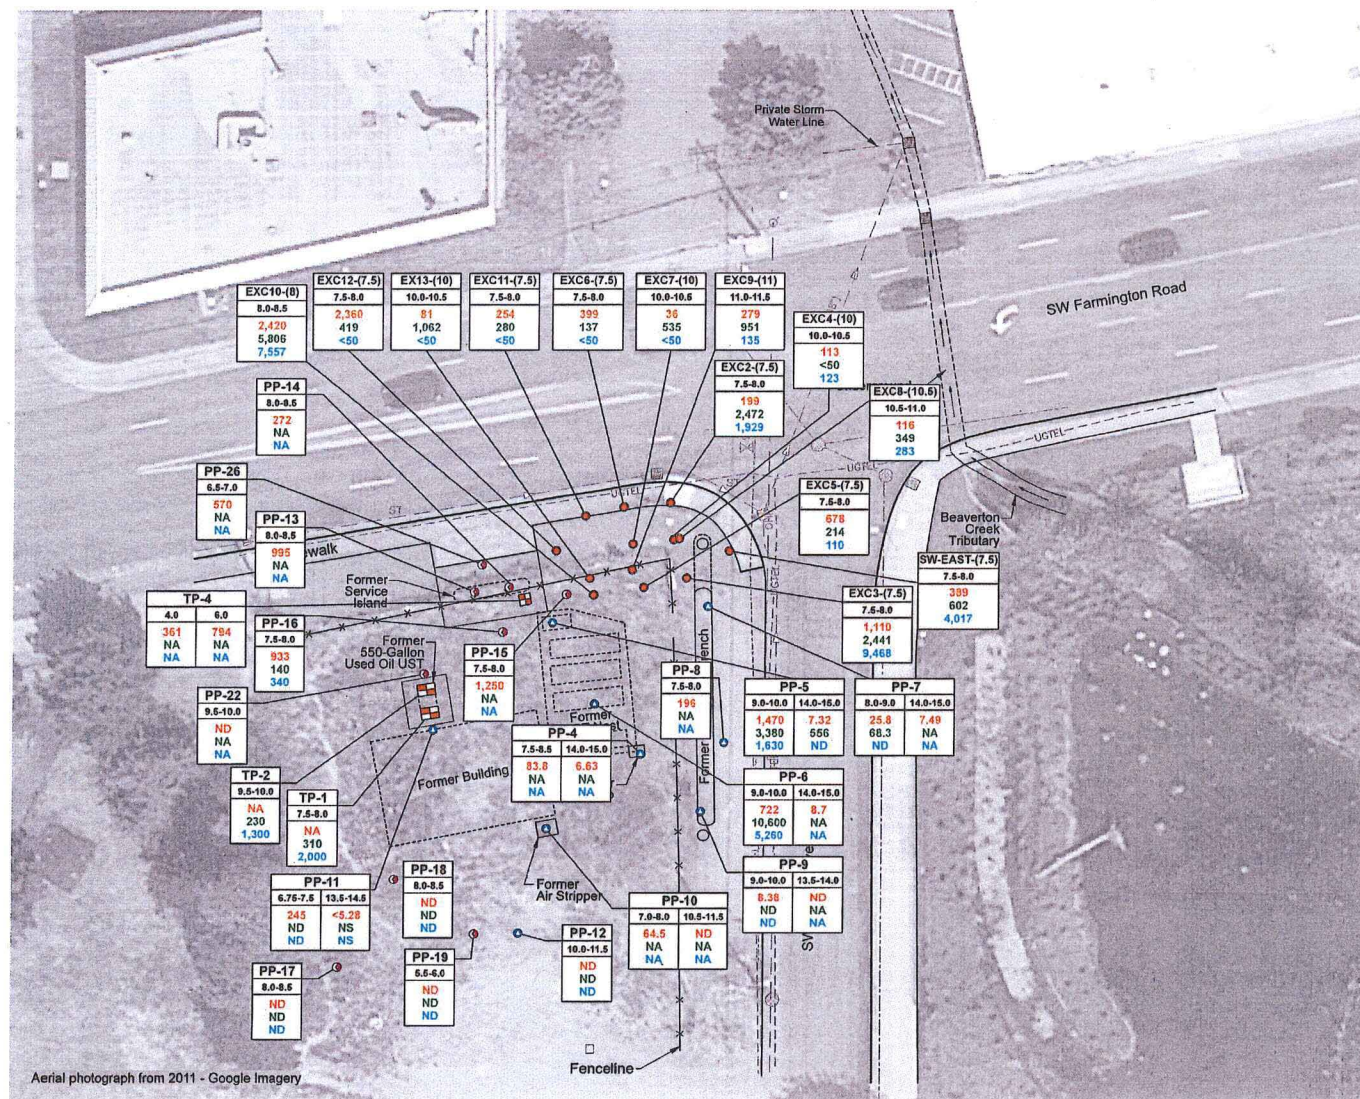 Private Storm
Water Line
SW Farmington Road
EXC10-(8)
8.0-8.5
2,420
5,806
7,557
EXC12-(7.5)
7.5-8.0
2,360
419
<50
EX13-(10)
10.0-10.5
81
1,062
<50
EXC11-(7.5)
7.5-8.0
254
280
<50
EXC6-(7.5)
7.5-8.0
399
137
<50
EXC7-(10)
10.0-10.5
36
535
<50
EXC9-(11)
11.0-11.5
279
951
135
EXC4-(10)
10.0-10.5
113
<50
123
EXC2-(7.5)
7.5-8.0
199
2,472
1,929
EXC8-(10.5)
10.5-11.0
116
349
283
PP-14
8.0-8.5
272
NA
NA
PP-26
6.5-7.0
570
NA
NA
UGTEL
UGTEL
UGTEL
UGTEL
ST
EXC5-(7.5)
7.5-8.0
678
214
110
Beaverton
Creek
Tributary
PP-13
8.0-8.5
995
NA
NA
SW-EAST-(7.5)
7.5-8.0
389
602
4,017
Former
Service
Island
EXC3-(7.5)
7.5-8.0
1,110
2,441
9,468
TP-4
4.0 6.0
361 794
NA NA
NA NA
PP-16
7.5-8.0
933
140
340
Former
550-Gallon
Used Oil UST
PP-15
7.5-8.0
1,250
NA
NA
PP-8
7.5-8.0
196
NA
NA
PP-5
9.0-10.0 14.0-15.0
1,470 7.32
3,380 556
1,630 ND
PP-7
8.0-9.0 14.0-15.0
25.8 7.49
68.3 NA
ND NA
PP-22
9.5-10.0
ND
NA
NA
Former
PP-4
7.5-8.5 14.0-15.0
83.8 6.63
NA NA
NA NA
Former
Former Building
TP-2
9.5-10.0
NA
230
1,300
TP-1
7.5-8.0
NA
310
2,000
PP-6
9.0-10.0 14.0-15.0
722 8.7
10,600 NA
5,260 NA
PP-9
9.0-10.0 13.5-14.0
8.38 ND
ND NA
ND NA
PP-11
6.75-7.5 13.5-14.5
245 <5.28
ND NS
ND NS
PP-18
8.0-8.5
ND
ND
ND
Former
Air Stripper
PP-10
7.0-8.0 10.5-11.5
64.5 ND
NA NA
NA NA
PP-12
10.0-11.5
ND
ND
ND
SW
PP-19
5.5-6.0
ND
ND
ND
PP-17
8.0-8.5
ND
ND
ND
Fenceline
Aerial photograph from 2011 - Google Imagery